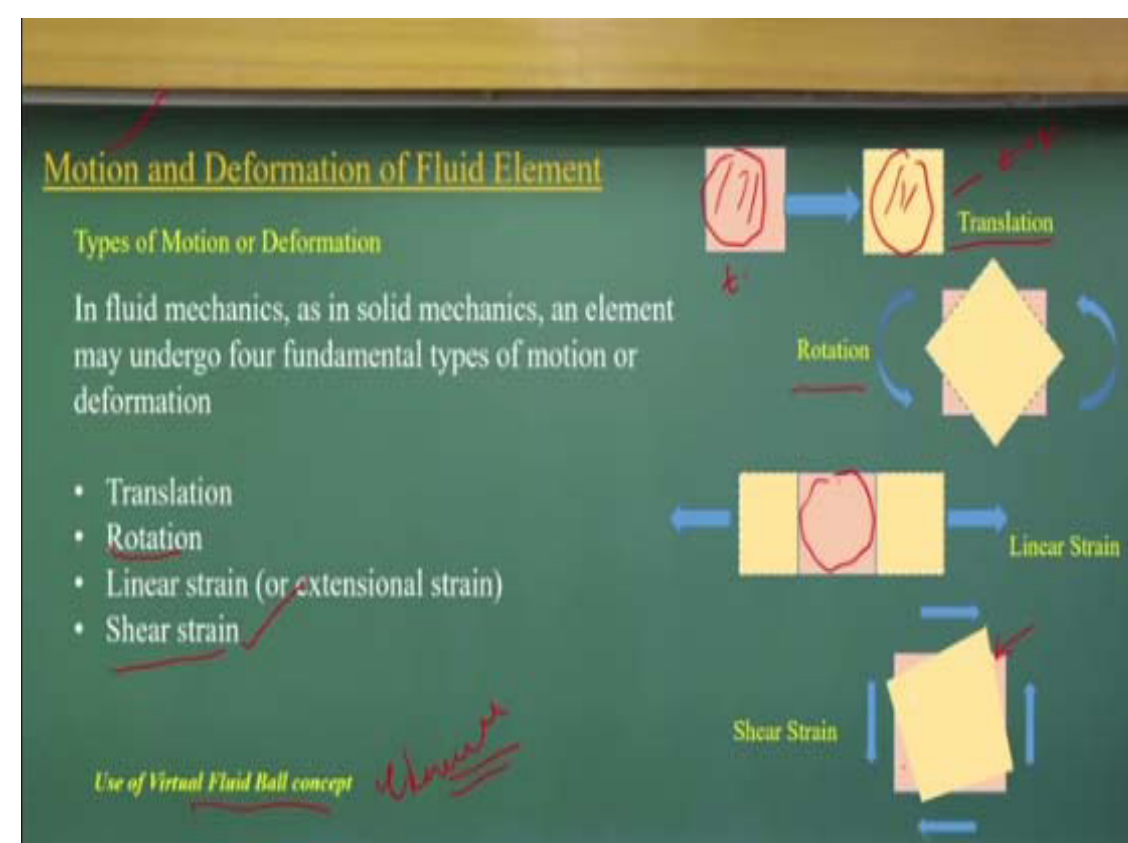 Motion and Deformation of Fluid Element
Types of Motion or Deformation
In fluid mechanics, as in solid mechanics, an element
may undergo four fundamental types of motion or
deformation
• Translation
• Rotation
• Linear strain (or extensional strain)
• Shear strain
Use of Virtual Fluid Ball concept
t
Translation
Rotation
Linear Strain
Shear Strain